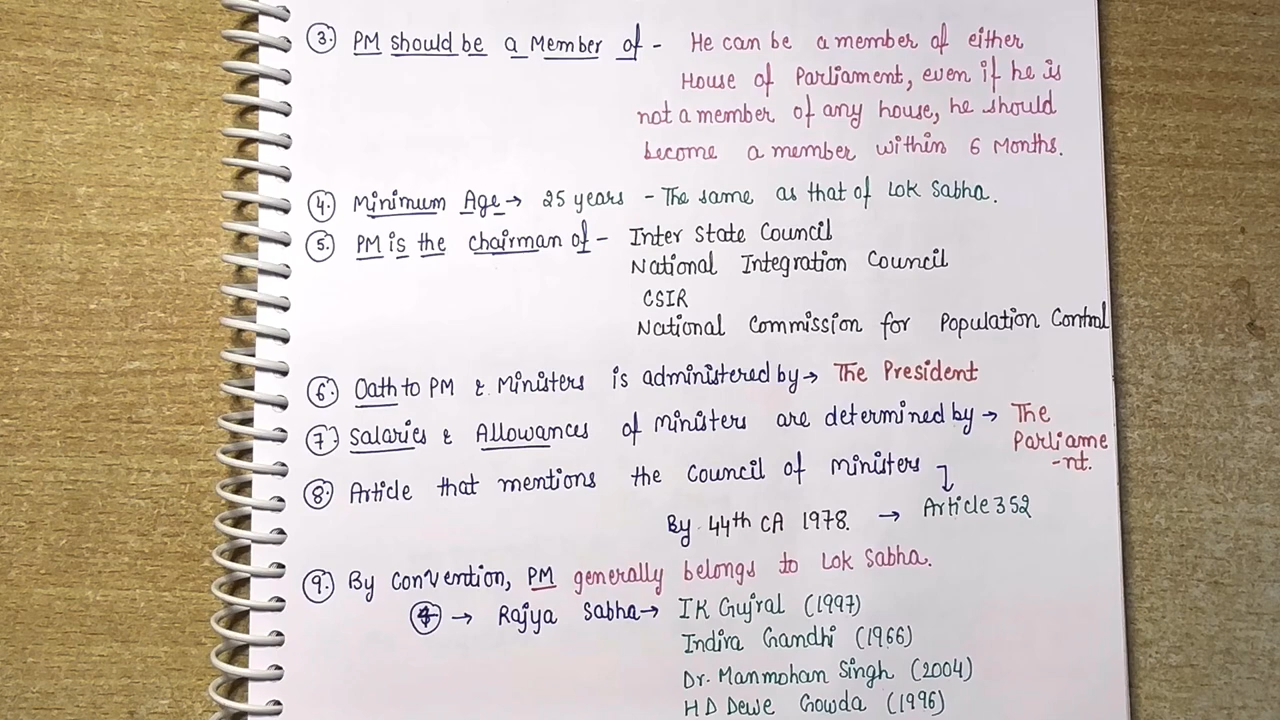 3. PM should be a Member of - He can be a member of either
House of Parliament, even if he is
not a member of any house, he should
become a member within 6 Months.
4. Minimum Age → 25 years - The same as that of Lok Sabha.
5. PM is the chairman of - Inter State Council
National Integration Council
CSIR
National Commission for Population Control
6. Oath to PM & Ministers is administered by → The President
7. Salaries & Allowances of ministers are determined by → The
Parliame
-nt.
8. Article that mentions the Council of ministers
By 44th CA 1978. → Article 352
9. By convention, PM generally belongs to Lok Sabha.
4 → Rajya Sabha → IK Gujral (1997)
Indira Gandhi (1966)
Dr. Manmohan Singh (2004)
H D Dewe Gowda (1996)